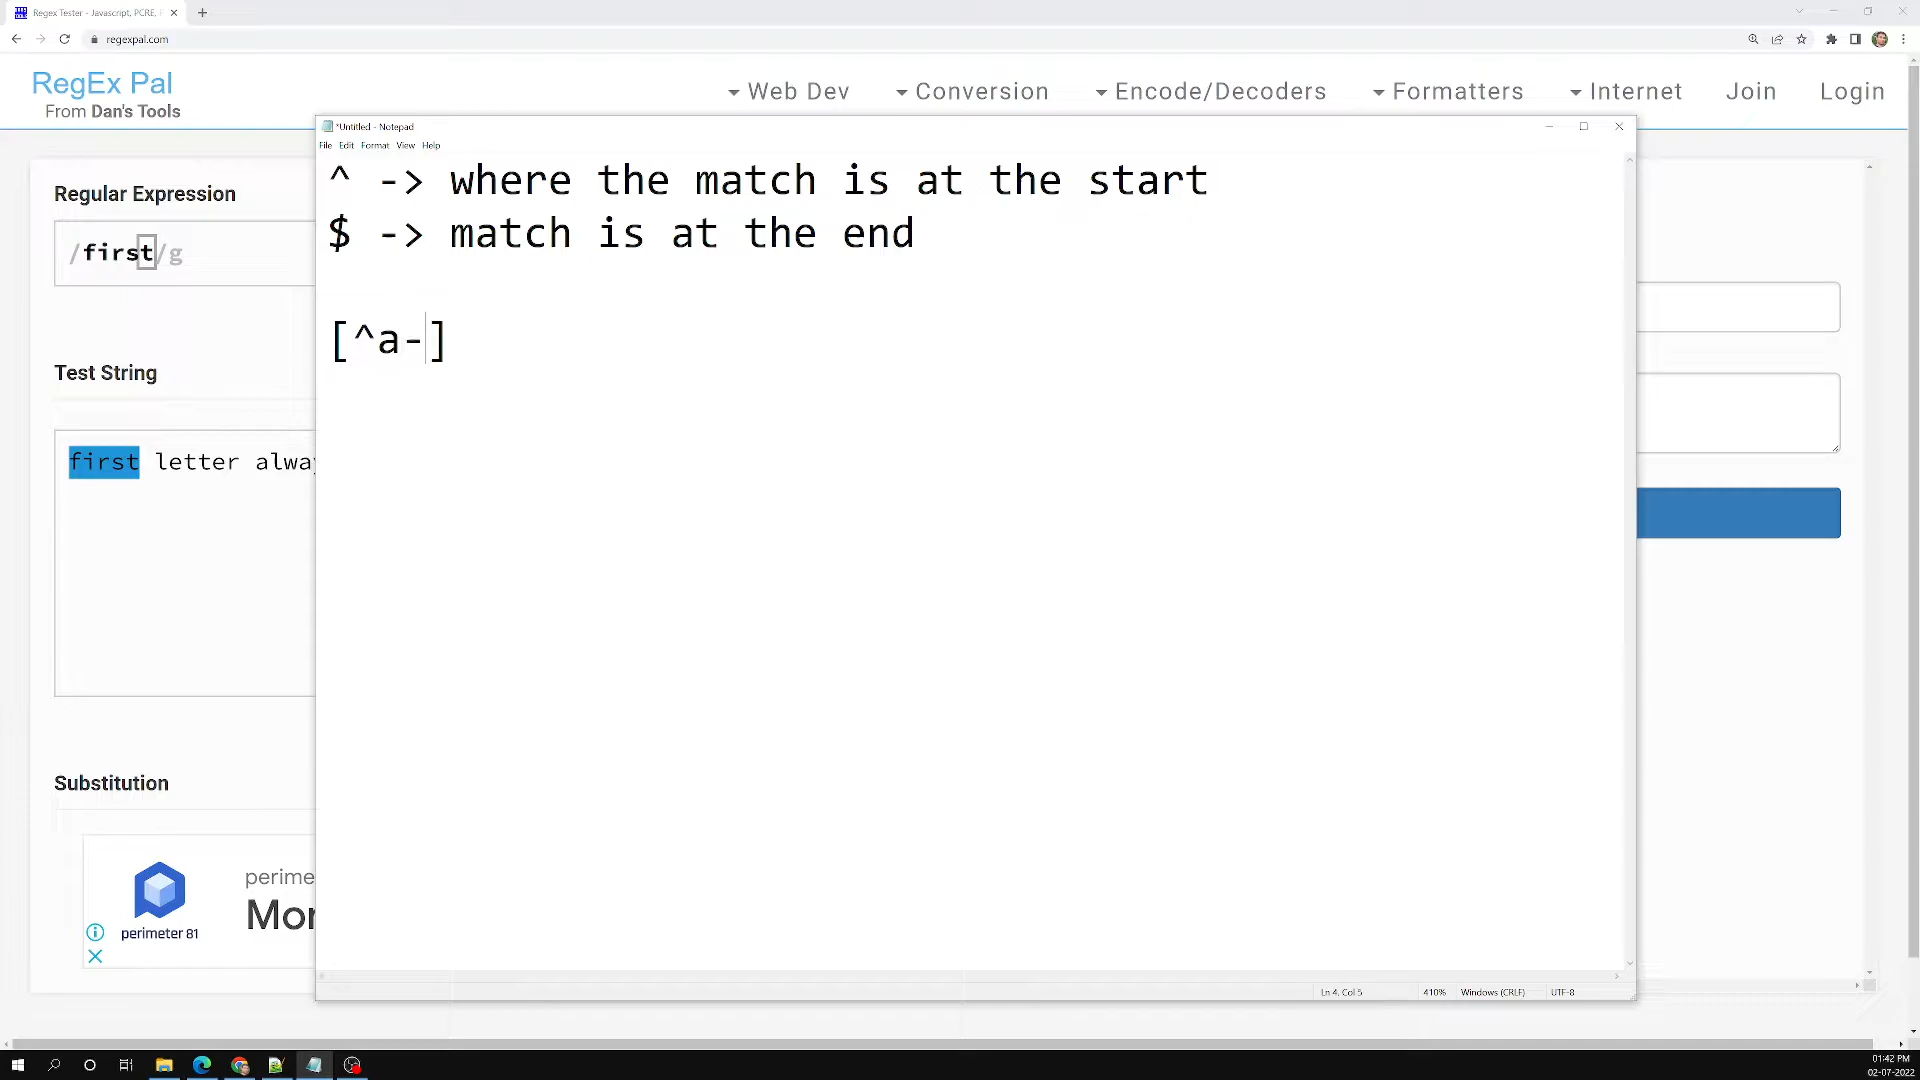 Regex Tester - Javascript, PCRE,
regexpal.com
RegEx Pal
From Dan's Tools
Web Dev
Conversion
Encode/Decoders
Formatters
Internet
Join
Login
*Untitled - Notepad
File Edit Format View Help
^ -> where the match is at the start
$ -> match is at the end
[^a-]
Regular Expression
/first/g
Test String
first letter alwa
Substitution
perime
Mor
perimeter 81
Ln 4, Col 5
410%
Windows (CRLF)
UTF-8
01:42 PM
02-07-2022